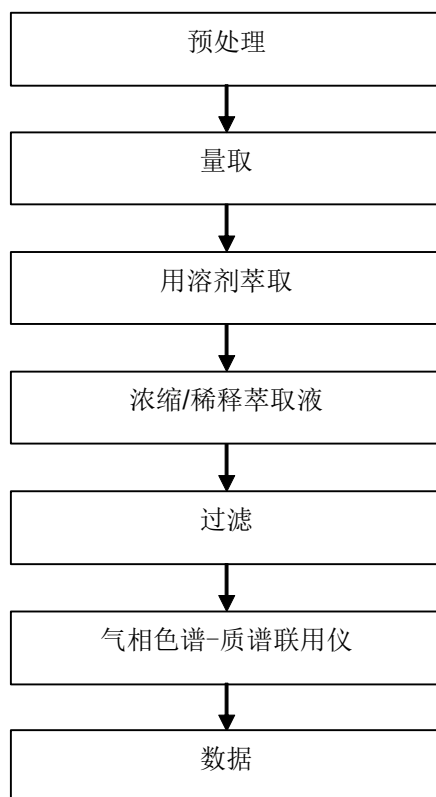 预处理
量取
用溶剂萃取
浓缩/稀释萃取液
过滤
气相色谱-质谱联用仪
数据